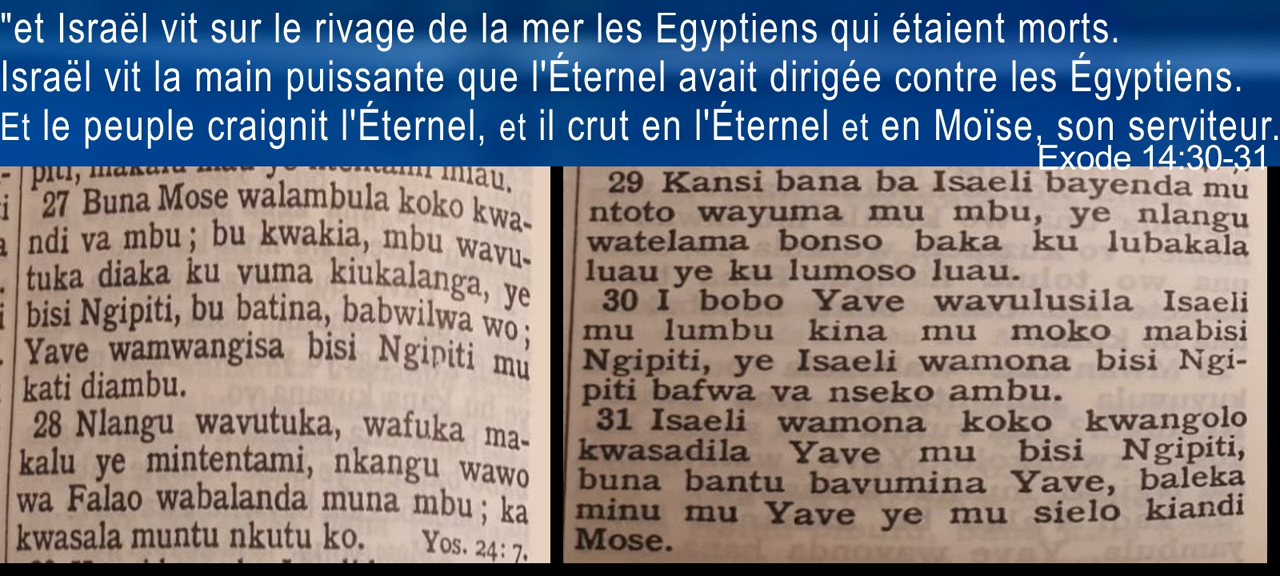 "et Israël vit sur le rivage de la mer les Egyptiens qui étaient morts.
Israël vit la main puissante que l'Éternel avait dirigée contre les Égyptiens.
Et le peuple craignit l'Éternel, et il crut en l'Éternel et en Moïse, son serviteur.
Exode 14:30-31
27 Buna Mose walambula koko kwa-
ndi va mbu; bu kwakia, mbu wavu-
tuka diaka ku vuma kiukalanga, ye
bisi Ngipiti, bu batina, babwilwa wo;
Yave wamwangisa bisi Ngipiti mu
kati diambu.
28 Nlangu wavutuka, wafuka ma-
kalu ye mintentami, nkangu wawo
wa Falao wabalanda muna mbu; ka
kwasala muntu nkutu ko. Yos. 24: 7.
29 Kansi bana ba Isaeli bayenda mu
ntoto wayuma mu mbu, ye nlangu
watelama bonso baka ku lubakala
luau ye ku lumoso luau.
30 I bobo Yave wavulusila Isaeli
mu lumbu kina mu moko mabisi
Ngipiti, ye Isaeli wamona bisi Ngi-
piti bafwa va nseko ambu.
31 Isaeli wamona koko kwangolo
kwasadila Yave mu bisi Ngipiti,
buna bantu bavumina Yave, baleka
minu mu Yave ye mu sielo kiandi
Mose.